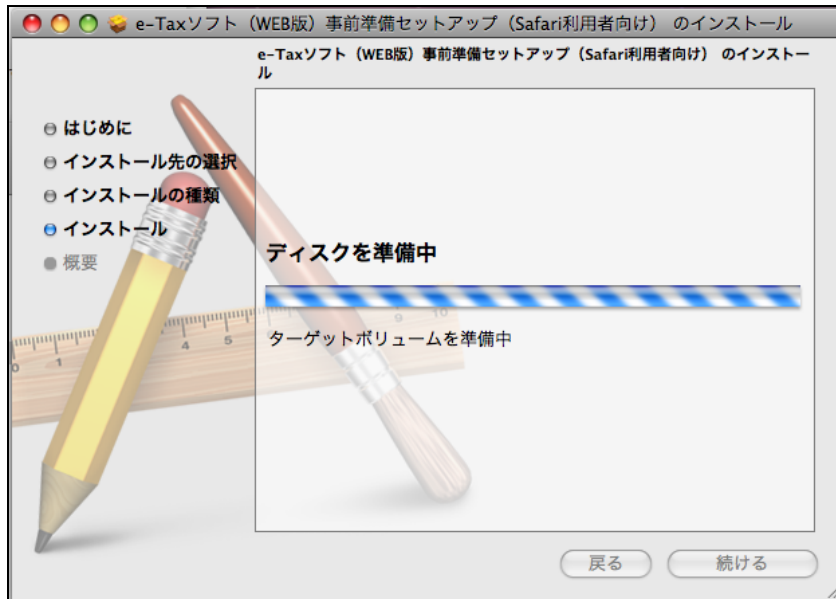 e-Taxソフト（WEB版）事前準備セットアップ（Safari利用者向け） のインストール
e-Taxソフト（WEB版）事前準備セットアップ（Safari利用者向け） のインストー
ル
はじめに
インストール先の選択
インストールの種類
インストール
概要
ディスクを準備中
ターゲットボリュームを準備中
0 1 4 5 9 10
戻る
続ける